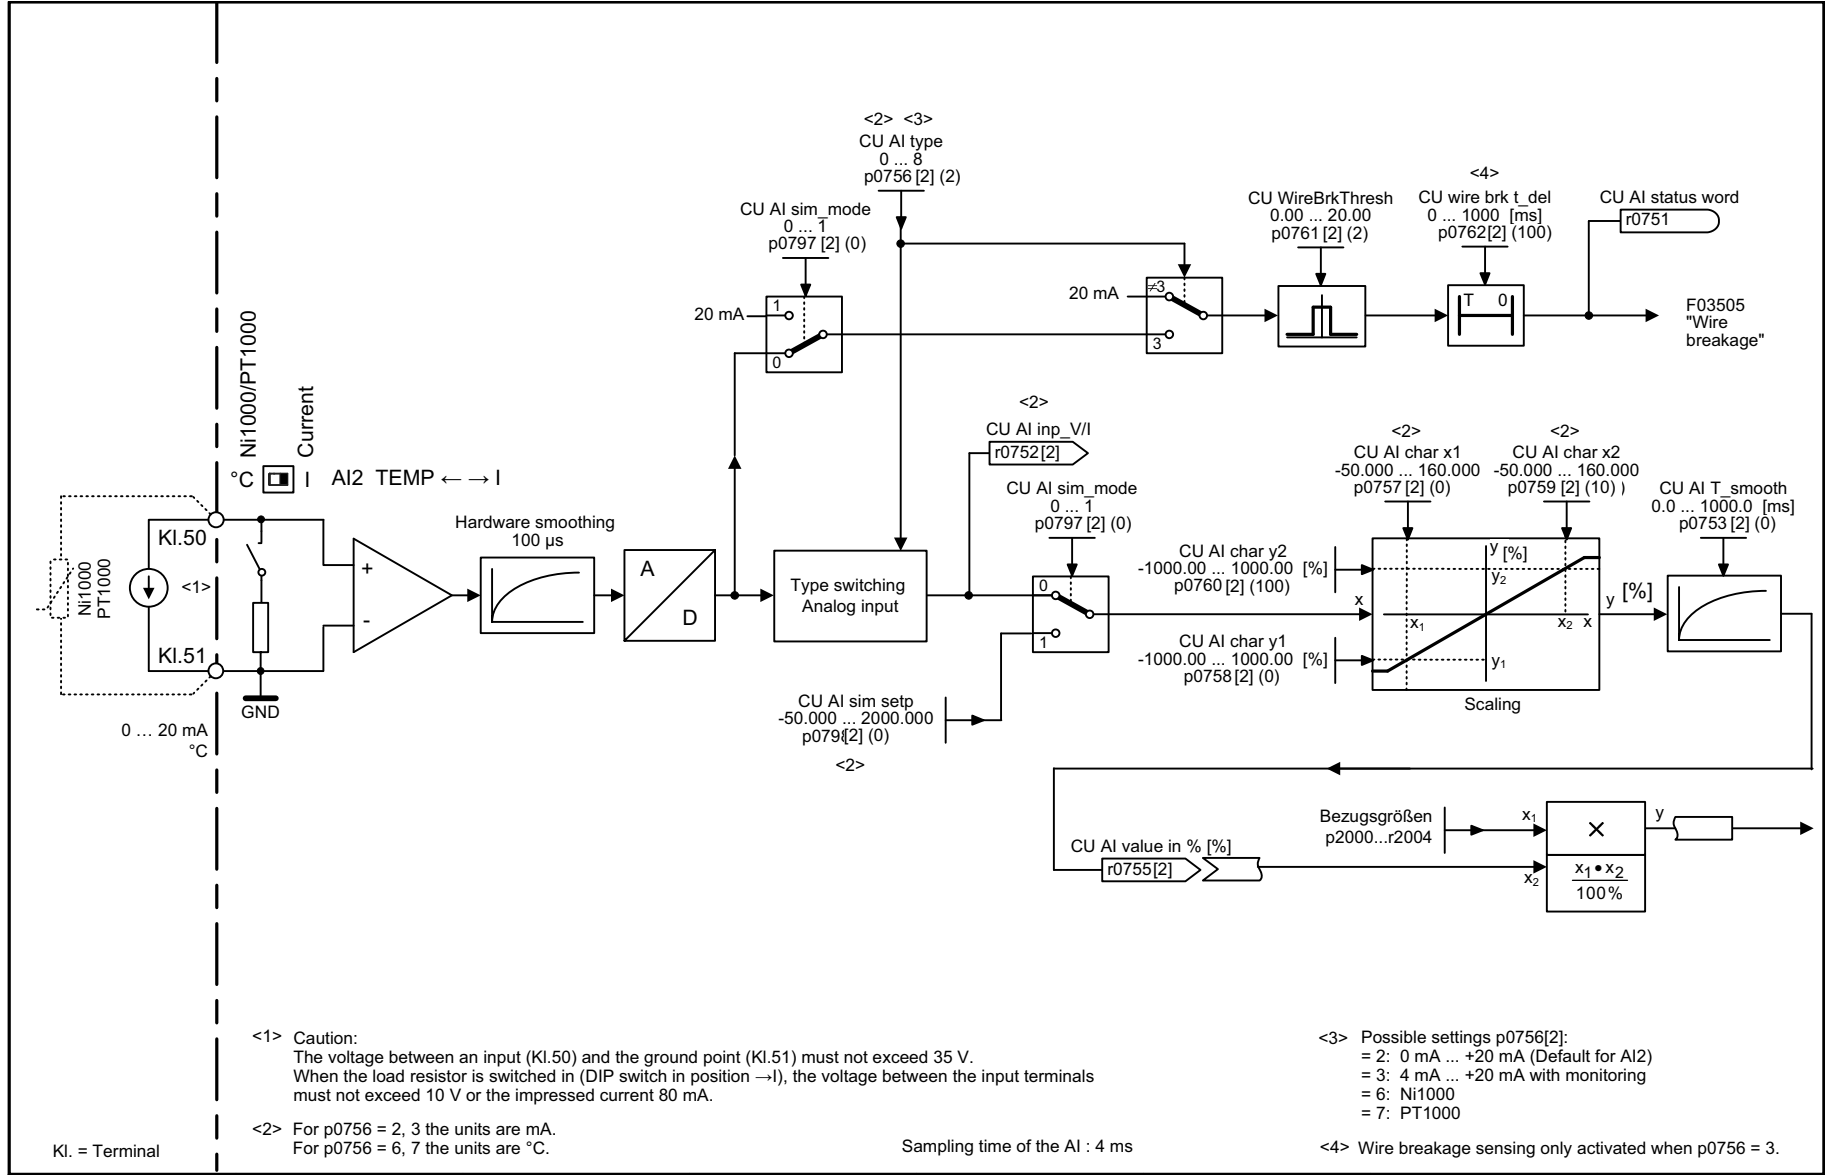 <2> <3>
CU AI type
0 ... 8
p0756 [2] (2)
CU AI sim_mode
0 ... 1
p0797 [2] (0)
20 mA
1
0
20 mA
≠3
3
CU WireBrkThresh
0.00 ... 20.00
p0761 [2] (2)
<4>
CU wire brk t_del
0 ... 1000 [ms]
p0762[2] (100)
T 0
CU AI status word
r0751
F03505
"Wire
breakage"
Ni1000/PT1000
Current
°C I AI2 TEMP ← → I
Kl.50
Kl.51
<1>
Ni1000
PT1000
0 ... 20 mA
°C
GND
+
-
Hardware smoothing
100 µs
A
D
Type switching
Analog input
<2>
CU AI inp_V/I
r0752[2]
CU AI sim_mode
0 ... 1
p0797 [2] (0)
0
1
CU AI sim setp
-50.000 ... 2000.000
[2] (0)
<2>
CU AI char y2
-1000.00 ... 1000.00 [%]
p0760 [2] (100)
x
CU AI char y1
-1000.00 ... 1000.00 [%]
p0758 [2] (0)
<2>
CU AI char x1
-50.000 ... 160.000
p0757 [2] (0)
<2>
CU AI char x2
-50.000 ... 160.000
p0759 [2] (10) )
y [%]
y2
x1
x2 x
y1
Scaling
y [%]
CU AI T_smooth
0.0 ... 1000.0 [ms]
p0753 [2] (0)
Bezugsgrößen
p2000...r2004
x1
×
y
CU AI value in % [%]
r0755[2]
x2
x1 • x2
100%
<1> Caution:
The voltage between an input (Kl.50) and the ground point (Kl.51) must not exceed 35 V.
When the load resistor is switched in (DIP switch in position →I), the voltage between the input terminals
must not exceed 10 V or the impressed current 80 mA.
<2> For p0756 = 2, 3 the units are mA.
For p0756 = 6, 7 the units are °C.
<3> Possible settings p0756[2]:
= 2: 0 mA ... +20 mA (Default for AI2)
= 3: 4 mA ... +20 mA with monitoring
= 6: Ni1000
= 7: PT1000
Kl. = Terminal
Sampling time of the AI : 4 ms
<4> Wire breakage sensing only activated when p0756 = 3.